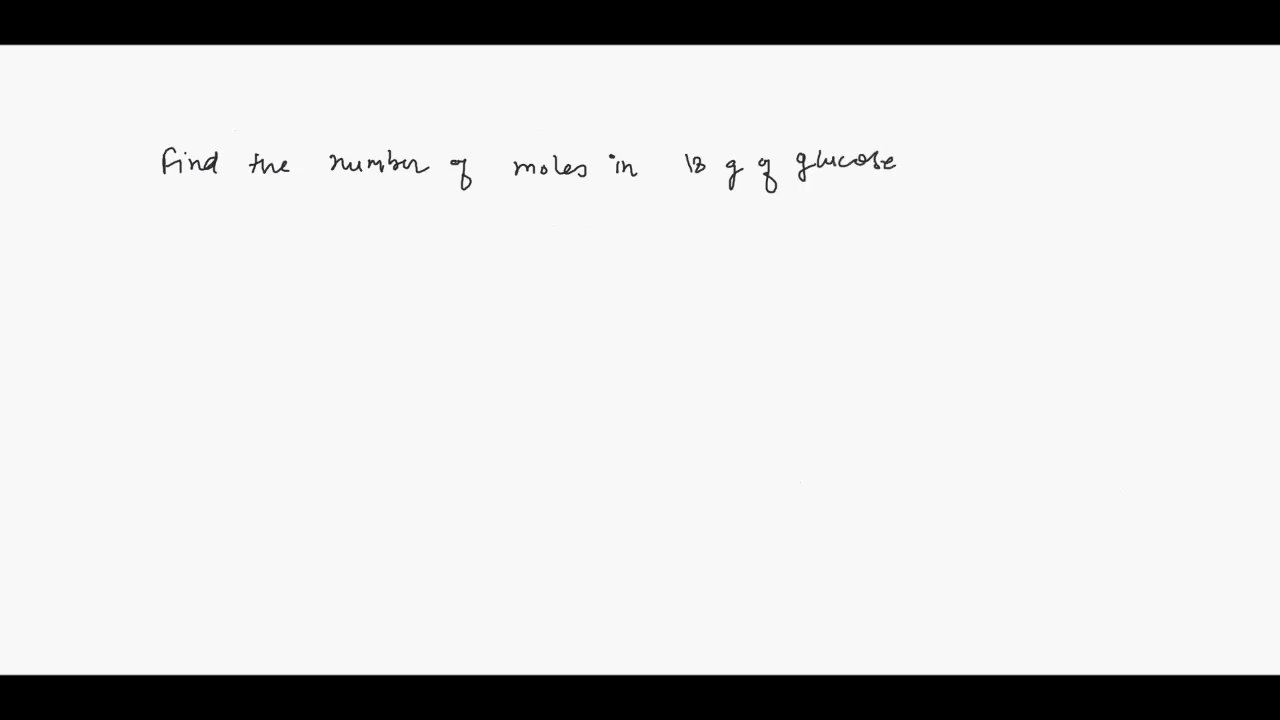 Find the number of moles in 18 g of glucose